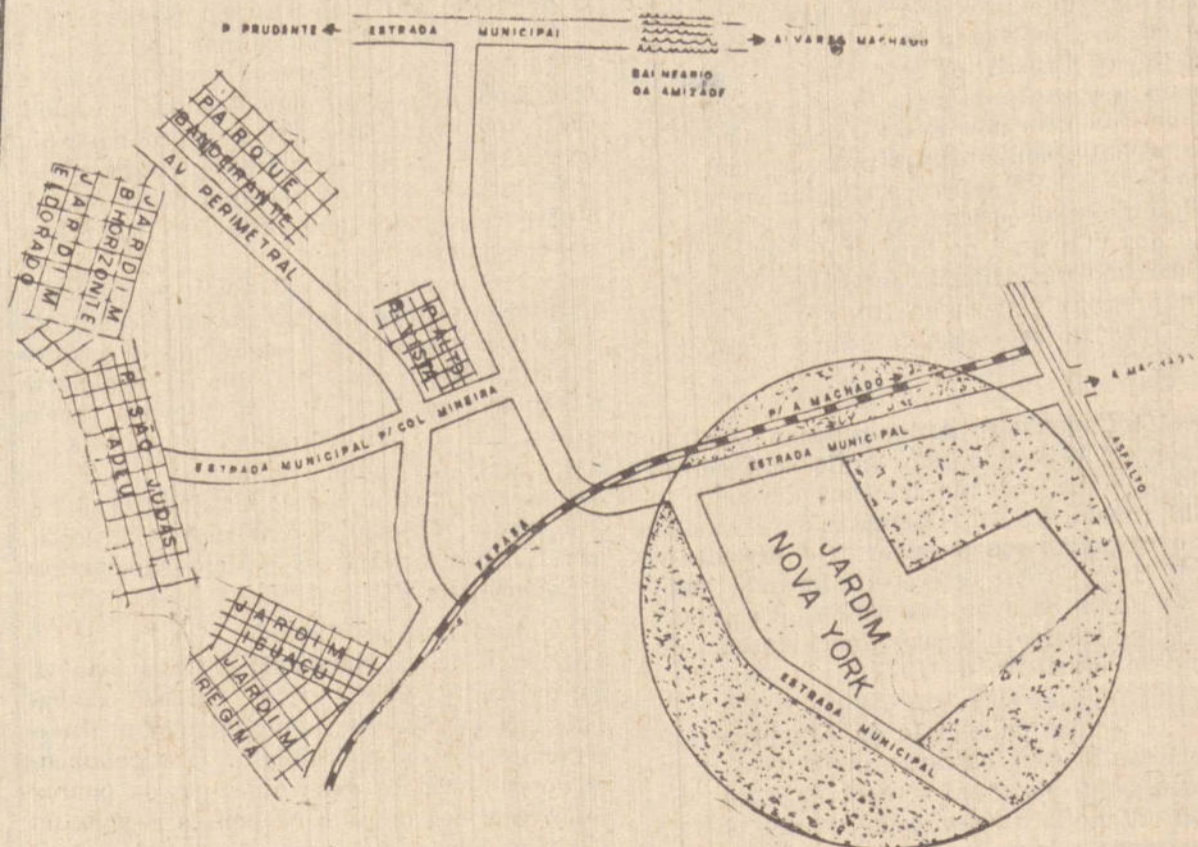 P PRUDENTE
ESTRADA MUNICIPAL
ALVARES MACHADO
BALNEARIO
DA AMIZADE
PARQUE
BANDEIRANTE
AV PERIMETRAL
JARDIM
B HORIZONTE
JARDIM
ELDORADO
P ALTO
B VISTA
P SÃO JUDAS
TADEU
ESTRADA MUNICIPAL P/ COL MINEIRA
P/ A MACHADO
A MACHADO
ESTRADA MUNICIPAL
ASFALTO
FEPASA
JARDIM
NOVA YORK
JARDIM
IGUAÇU
JARDIM
REGINA
ESTRADA MUNICIPAL